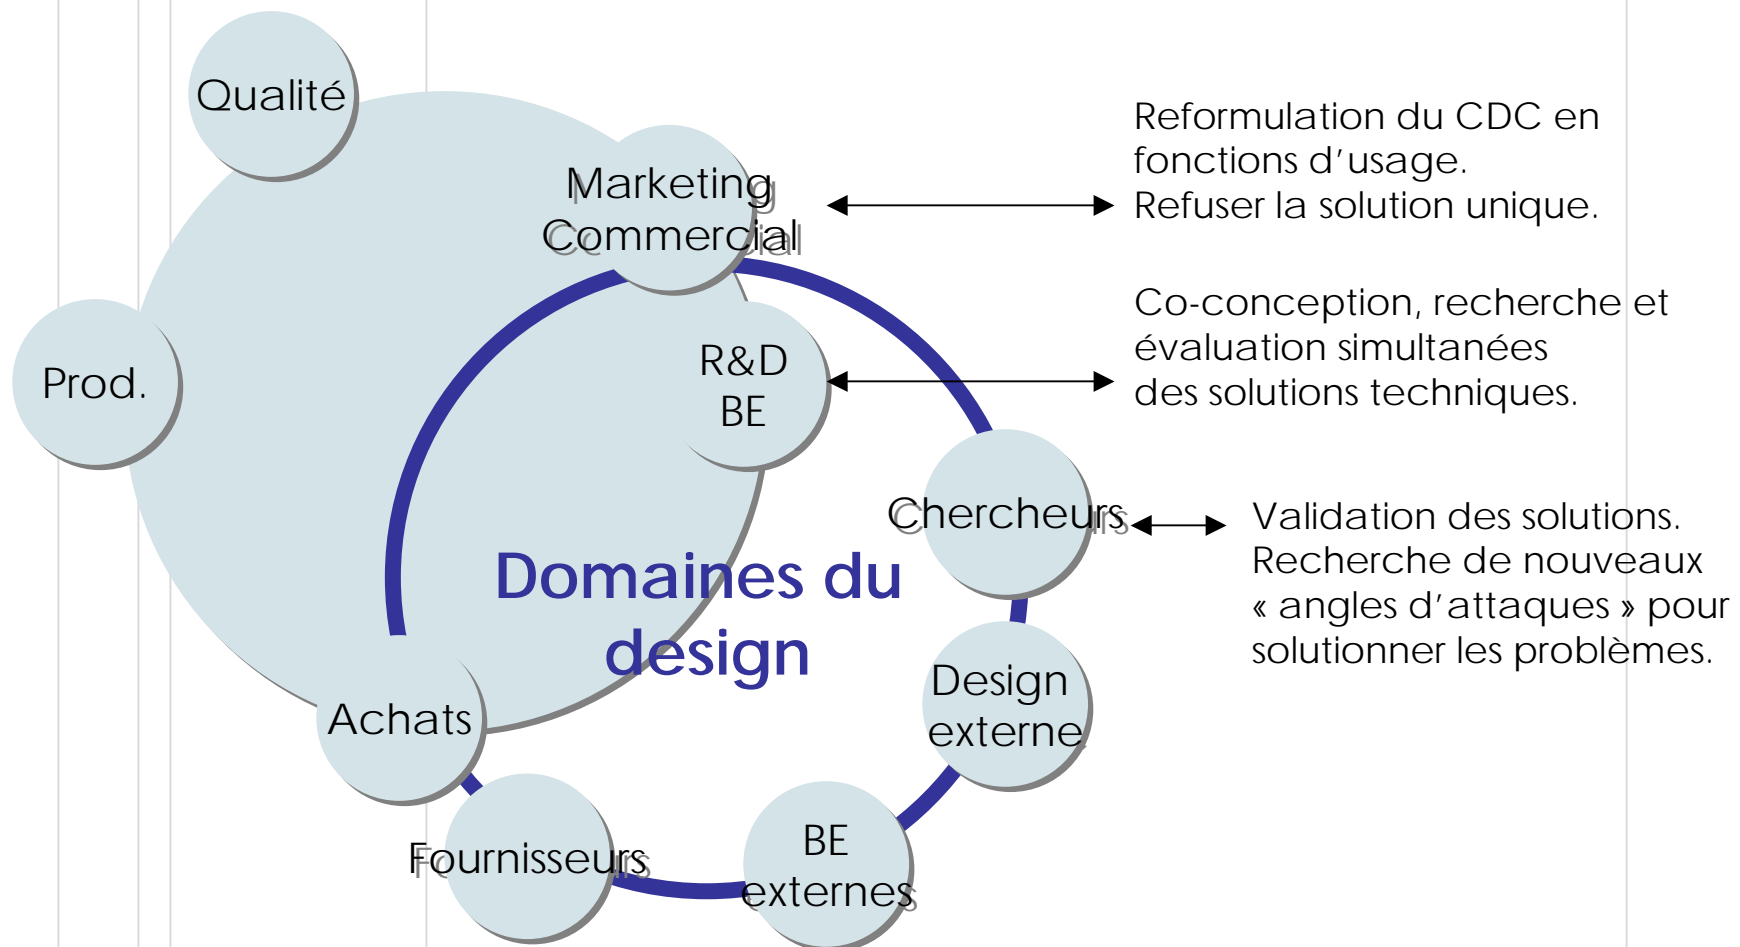 Qualité
Marketing
Commercial
Reformulation du CDC en
fonctions d’usage.
Refuser la solution unique.
Prod.
R&D
BE
Co-conception, recherche et
évaluation simultanées
des solutions techniques.
Chercheurs
Validation des solutions.
Recherche de nouveaux
« angles d’attaques » pour
solutionner les problèmes.
Domaines du
design
Design
externe
Achats
Fournisseurs
BE
externes